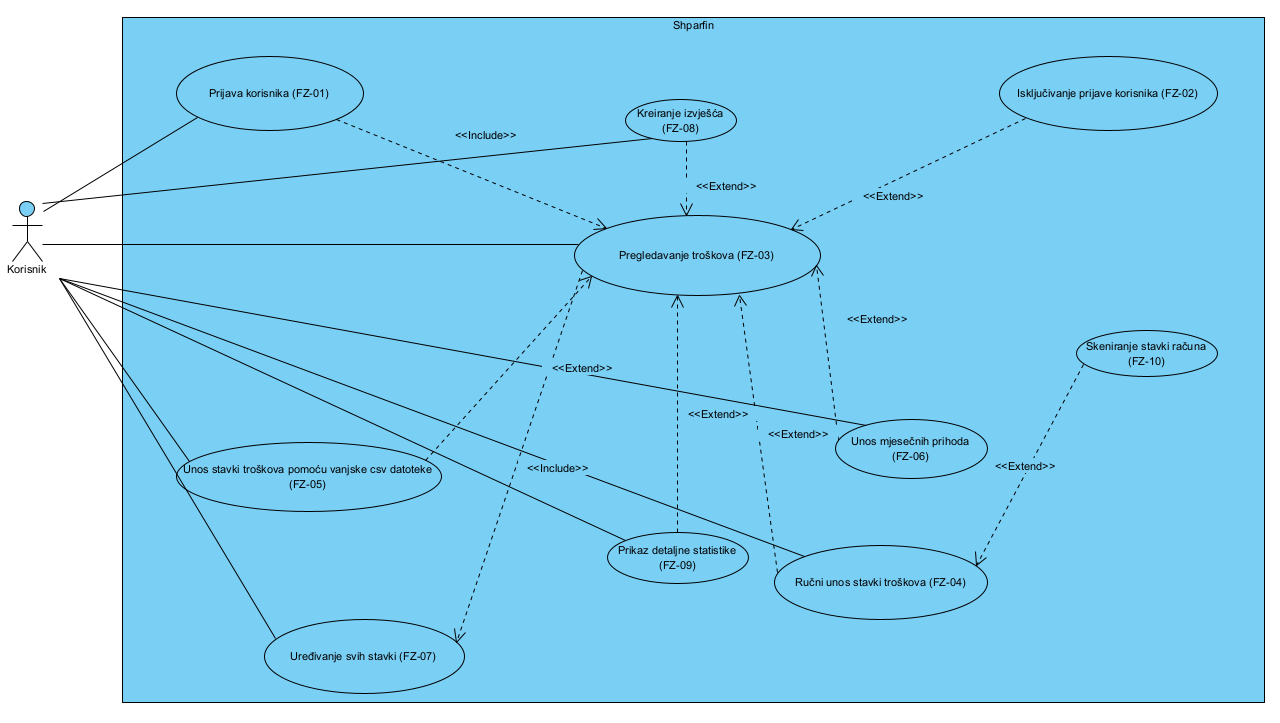 Shparfin
Prijava korisnika (FZ-01)
Isključivanje prijave korisnika (FZ-02)
Kreiranje izvješća
(FZ-08)
<<Include>>
<<Extend>>
<<Extend>>
Korisnik
Pregledavanje troškova (FZ-03)
<<Extend>>
Skeniranje stavki računa
(FZ-10)
<<Extend>>
<<Extend>>
<<Extend>>
Unos mjesečnih prihoda
(FZ-06)
Unos stavki troškova pomoću vanjske csv datoteke
(FZ-05)
<<Include>>
<<Extend>>
Prikaz detaljne statistike
(FZ-09)
Ručni unos stavki troškova (FZ-04)
Uređivanje svih stavki (FZ-07)